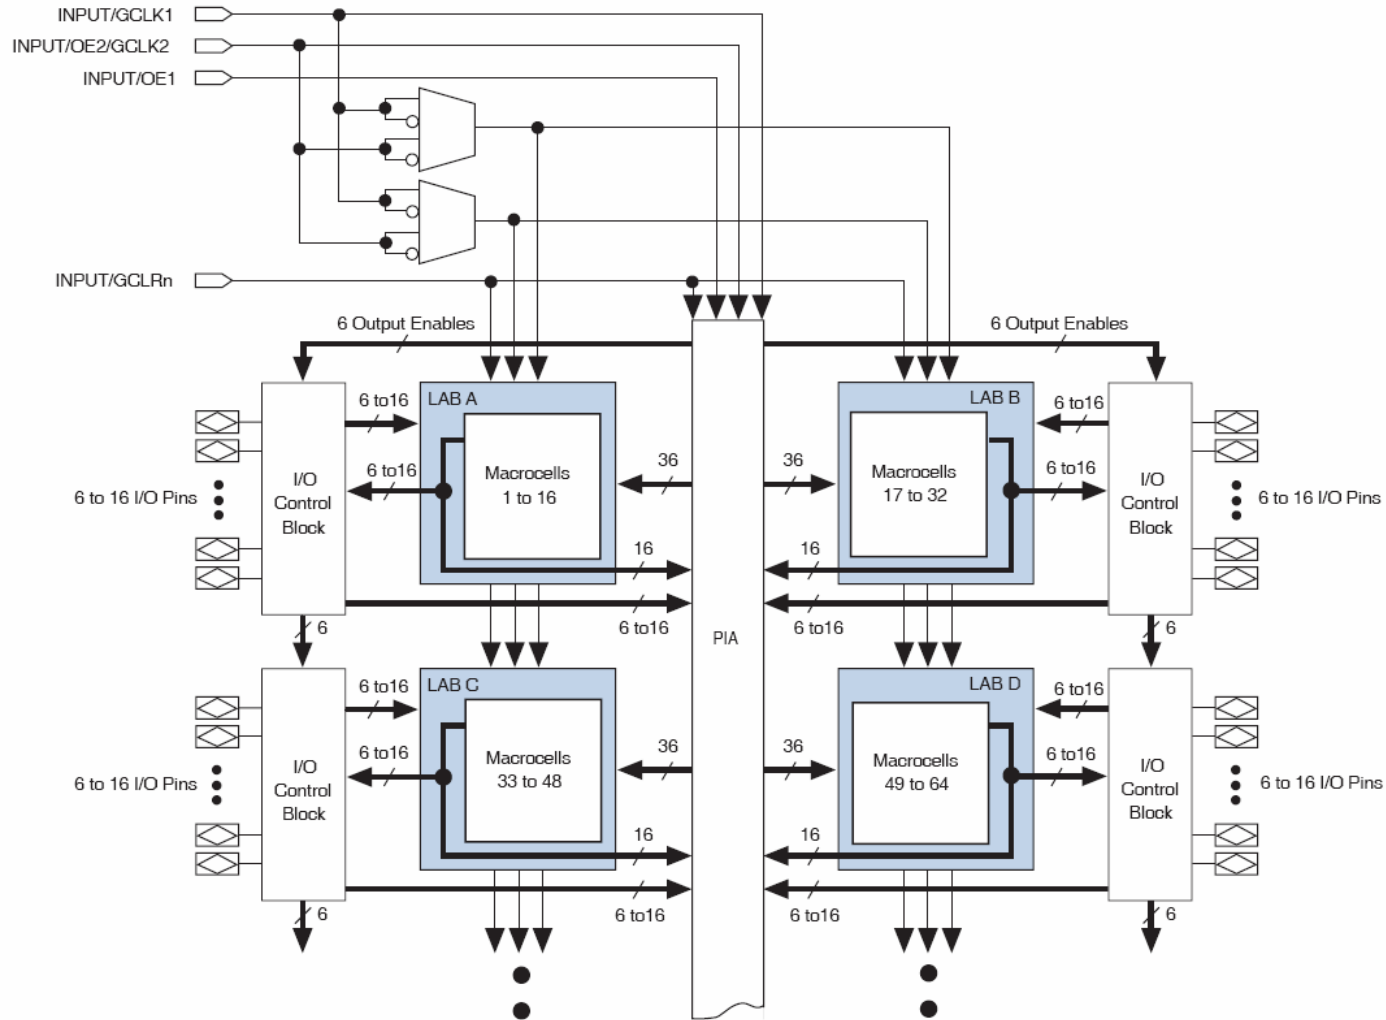 INPUT/GCLK1
INPUT/OE2/GCLK2
INPUT/OE1
INPUT/GCLRn
6 Output Enables
6 Output Enables
6 to16
LAB A
LAB B
6 to16
I/O
Control
Block
6 to16
Macrocells
1 to 16
36
36
Macrocells
17 to 32
6 to16
I/O
Control
Block
6 to 16 I/O Pins
6 to 16 I/O Pins
16
16
6
6 to16
PIA
6 to16
6
6 to16
LAB C
LAB D
6 to16
I/O
Control
Block
6 to16
Macrocells
33 to 48
36
36
Macrocells
49 to 64
6 to16
I/O
Control
Block
6 to 16 I/O Pins
6 to 16 I/O Pins
16
16
6
6 to16
6 to16
6